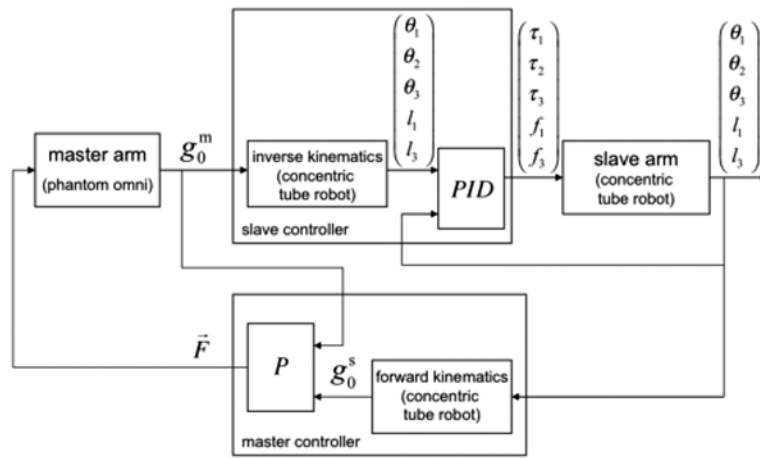 θ₁
θ₂
θ₃
l₁
l₃
τ₁
τ₂
τ₃
f₁
f₃
θ₁
θ₂
θ₃
l₁
l₃
master arm
(phantom omni)
g₀ᵐ
inverse kinematics
(concentric
tube robot)
PID
slave controller
slave arm
(concentric
tube robot)
F⃗
P
g₀ˢ
forward kinematics
(concentric
tube robot)
master controller